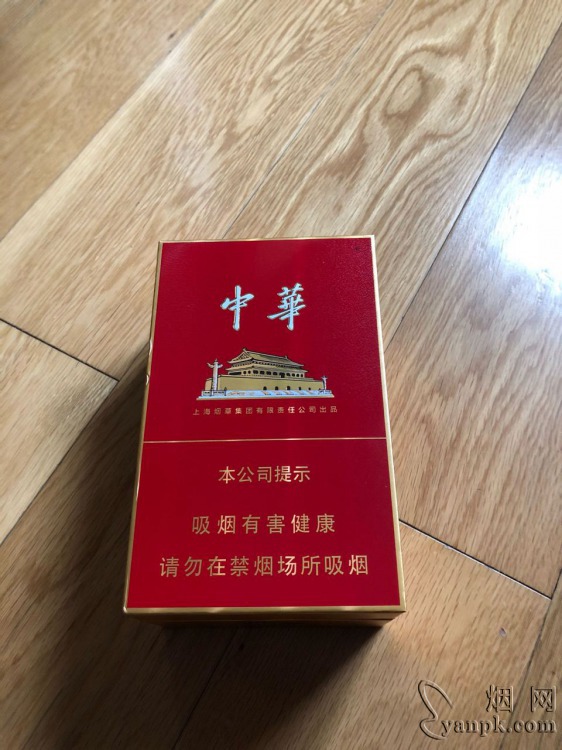 中華
上海烟草集团有限责任公司出品
本公司提示
吸烟有害健康
请勿在禁烟场所吸烟
烟网
yanpk.com